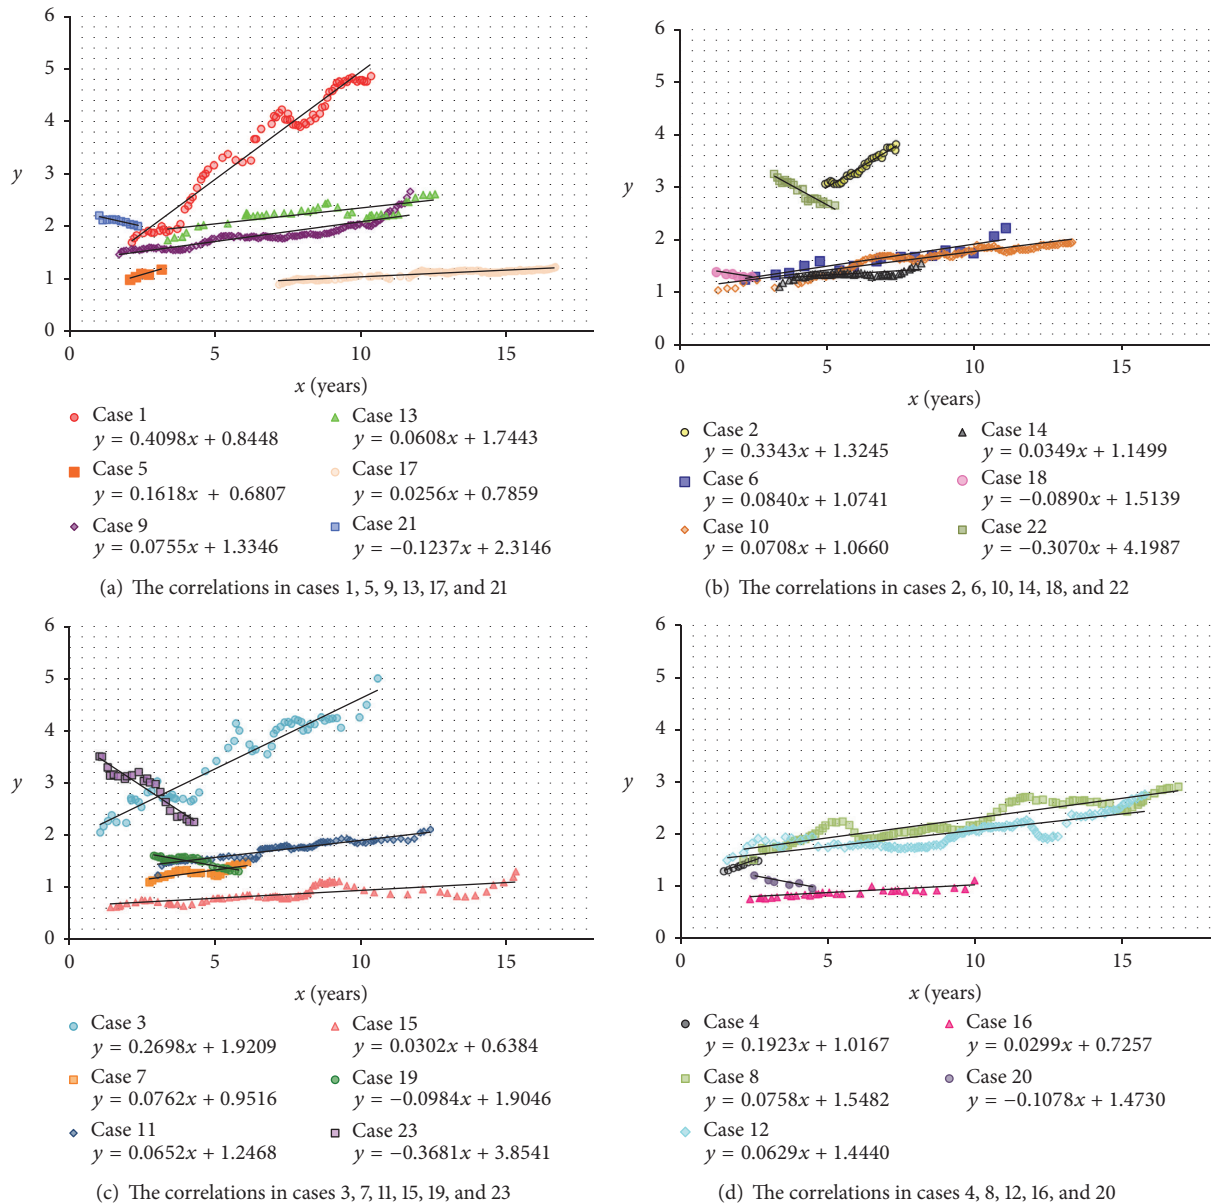 6
5
4
3
y
2
1
0
0 5 10 15
x (years)
Case 1
y = 0.4098x + 0.8448
Case 5
y = 0.1618x + 0.6807
Case 9
y = 0.0755x + 1.3346
Case 13
y = 0.0608x + 1.7443
Case 17
y = 0.0256x + 0.7859
Case 21
y = −0.1237x + 2.3146
(a) The correlations in cases 1, 5, 9, 13, 17, and 21
6
5
4
3
y
2
1
0
0 5 10 15
x (years)
Case 2
y = 0.3343x + 1.3245
Case 6
y = 0.0840x + 1.0741
Case 10
y = 0.0708x + 1.0660
Case 14
y = 0.0349x + 1.1499
Case 18
y = −0.0890x + 1.5139
Case 22
y = −0.3070x + 4.1987
(b) The correlations in cases 2, 6, 10, 14, 18, and 22
6
5
4
3
y
2
1
0
0 5 10 15
x (years)
Case 3
y = 0.2698x + 1.9209
Case 7
y = 0.0762x + 0.9516
Case 11
y = 0.0652x + 1.2468
Case 15
y = 0.0302x + 0.6384
Case 19
y = −0.0984x + 1.9046
Case 23
y = −0.3681x + 3.8541
(c) The correlations in cases 3, 7, 11, 15, 19, and 23
6
5
4
3
y
2
1
0
0 5 10 15
x (years)
Case 4
y = 0.1923x + 1.0167
Case 8
y = 0.0758x + 1.5482
Case 12
y = 0.0629x + 1.4440
Case 16
y = 0.0299x + 0.7257
Case 20
y = −0.1078x + 1.4730
(d) The correlations in cases 4, 8, 12, 16, and 20